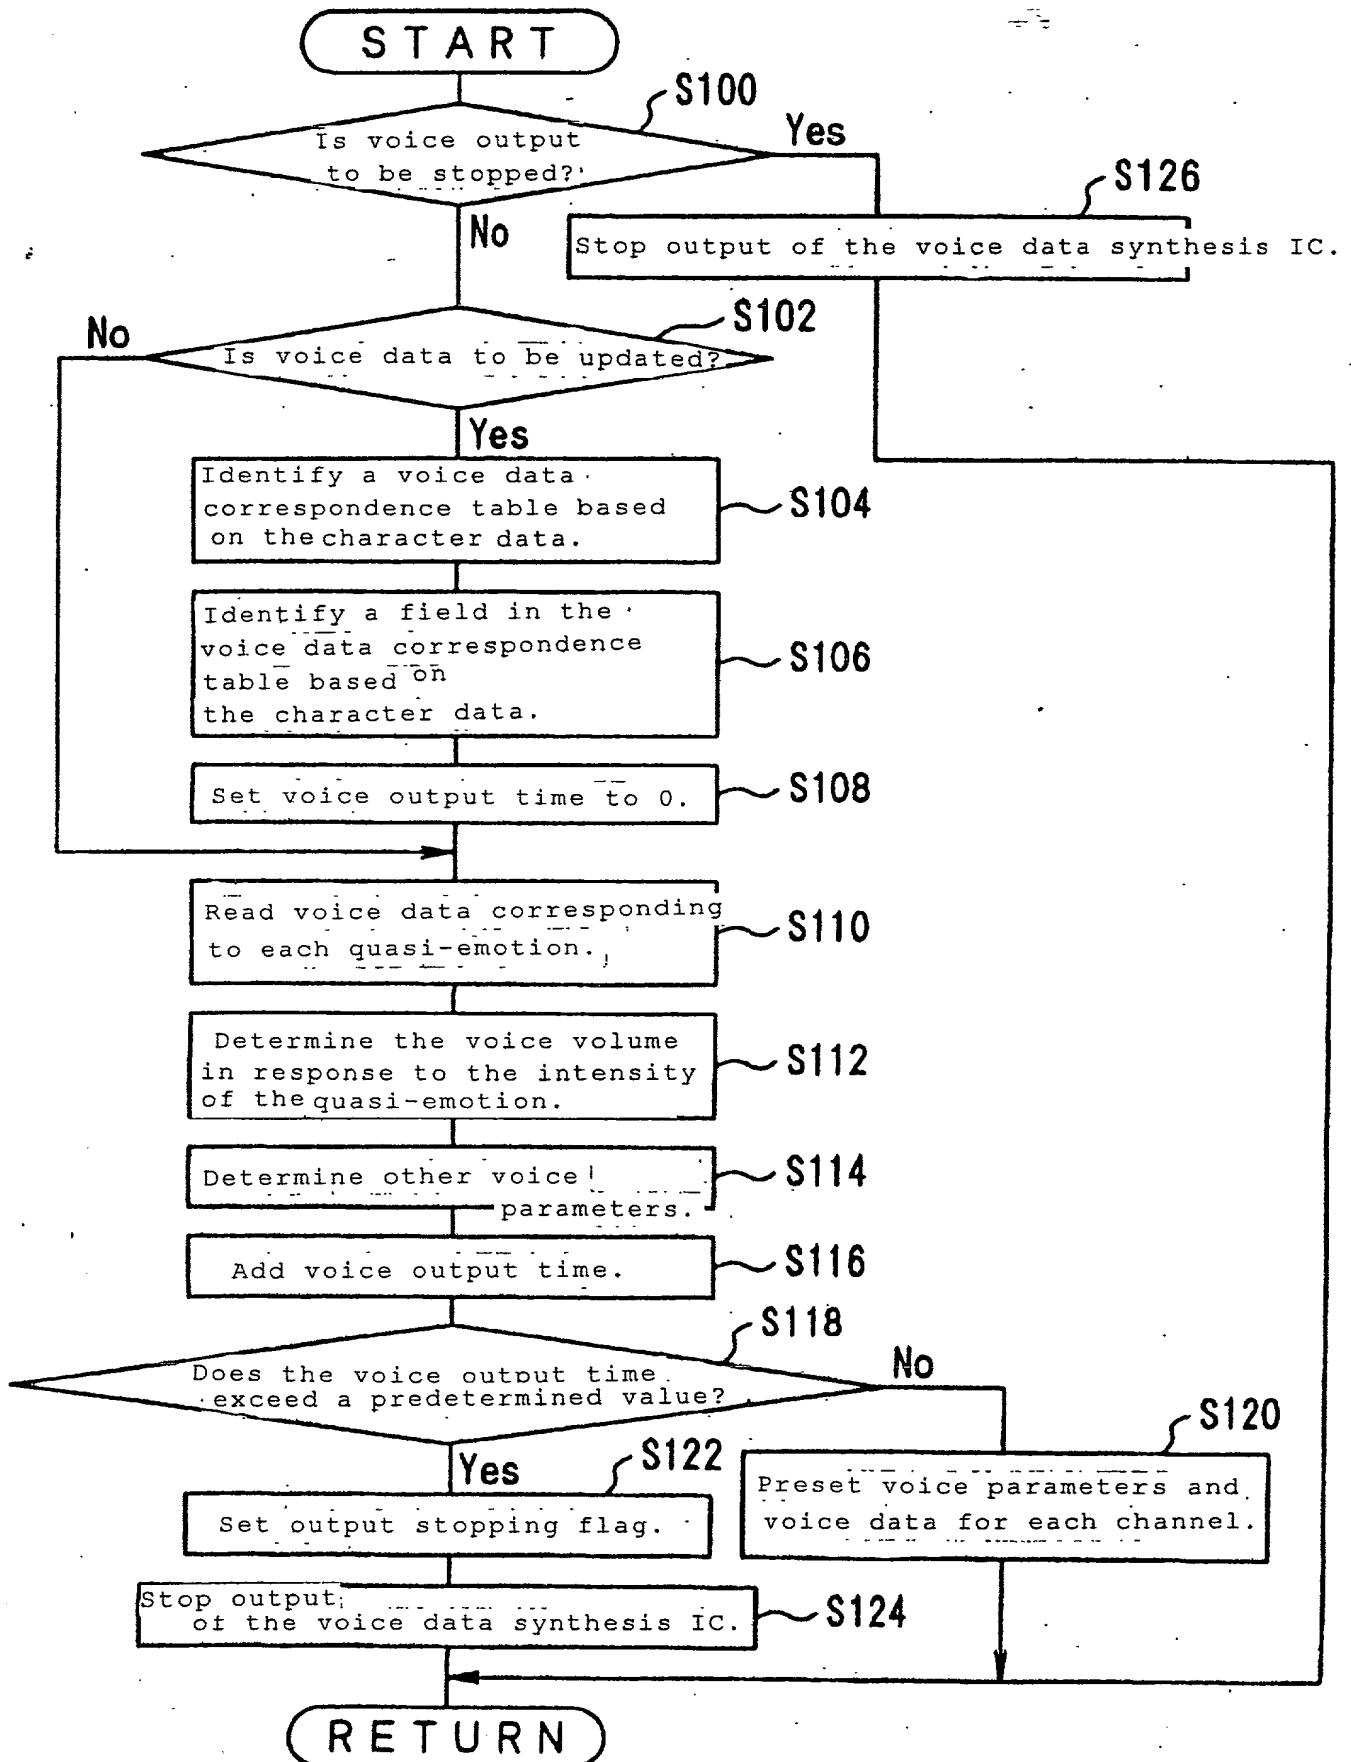 START
S100
Is voice output
to be stopped?
Yes
S126
No
Stop output of the voice data synthesis IC.
S102
No
Is voice data to be updated?
Yes
Identify a voice data
correspondence table based
on the character data.
S104
Identify a field in the
voice data correspondence
table based on
the character data.
S106
Set voice output time to 0.
S108
Read voice data corresponding
to each quasi-emotion.
S110
Determine the voice volume
in response to the intensity
of the quasi-emotion.
S112
Determine other voice
parameters.
S114
Add voice output time.
S116
S118
Does the voice output time
exceed a predetermined value?
No
S120
Yes
S122
Preset voice parameters and
voice data for each channel.
Set output stopping flag.
Stop output
of the voice data synthesis IC.
S124
RETURN